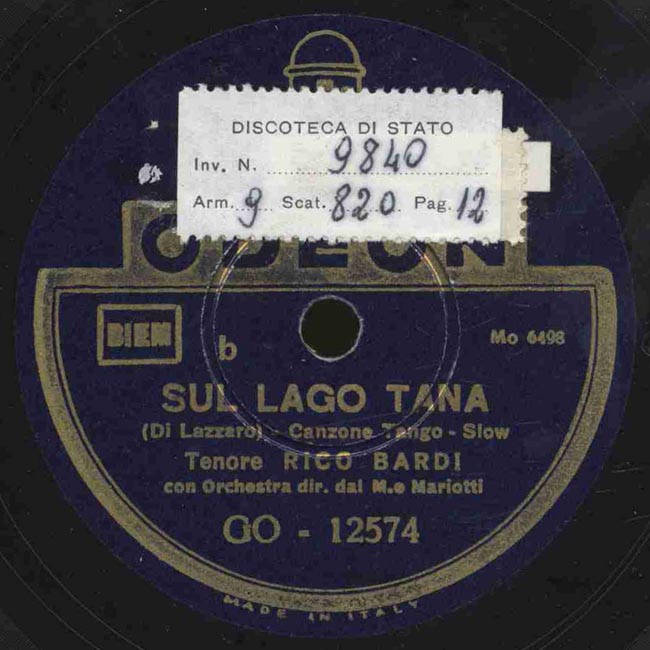 DISCOTECA DI STATO
Inv. N. 9840
Arm. 9 Scat. 820 Pag. 12
ODEON
BIEM
b
Mo 6498
SUL LAGO TANA
(Di Lazzaro) - Canzone Tango - Slow
Tenore RICO BARDI
con Orchestra dir. dal M.o Mariotti
GO - 12574
MADE IN ITALY